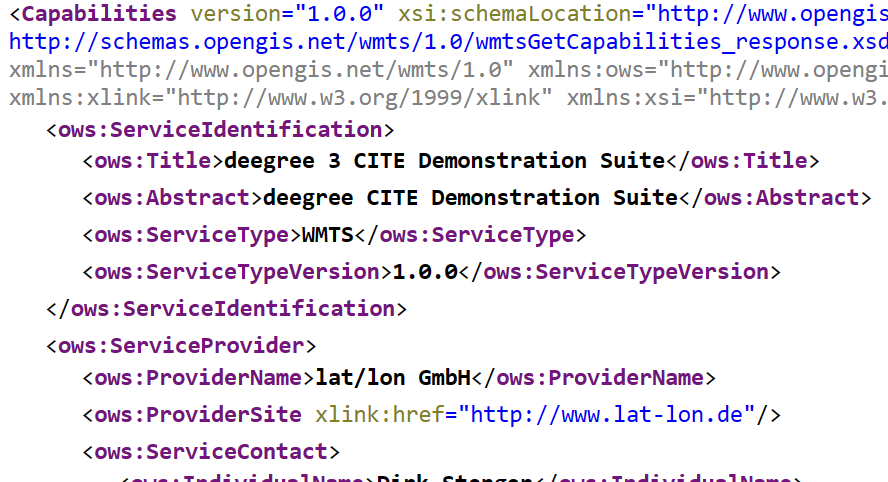 <Capabilities version="1.0.0" xsi:schemaLocation="http://www.opengis
http://schemas.opengis.net/wmts/1.0/wmtsGetCapabilities_response.xsd
xmlns="http://www.opengis.net/wmts/1.0" xmlns:ows="http://www.opengi
xmlns:xlink="http://www.w3.org/1999/xlink" xmlns:xsi="http://www.w3.
<ows:ServiceIdentification>
<ows:Title>deegree 3 CITE Demonstration Suite</ows:Title>
<ows:Abstract>deegree CITE Demonstration Suite</ows:Abstract>
<ows:ServiceType>WMTS</ows:ServiceType>
<ows:ServiceTypeVersion>1.0.0</ows:ServiceTypeVersion>
</ows:ServiceIdentification>
<ows:ServiceProvider>
<ows:ProviderName>lat/lon GmbH</ows:ProviderName>
<ows:ProviderSite xlink:href="http://www.lat-lon.de"/>
<ows:ServiceContact>
<ows:IndividualName>Dirk Stenger</ows:IndividualName>